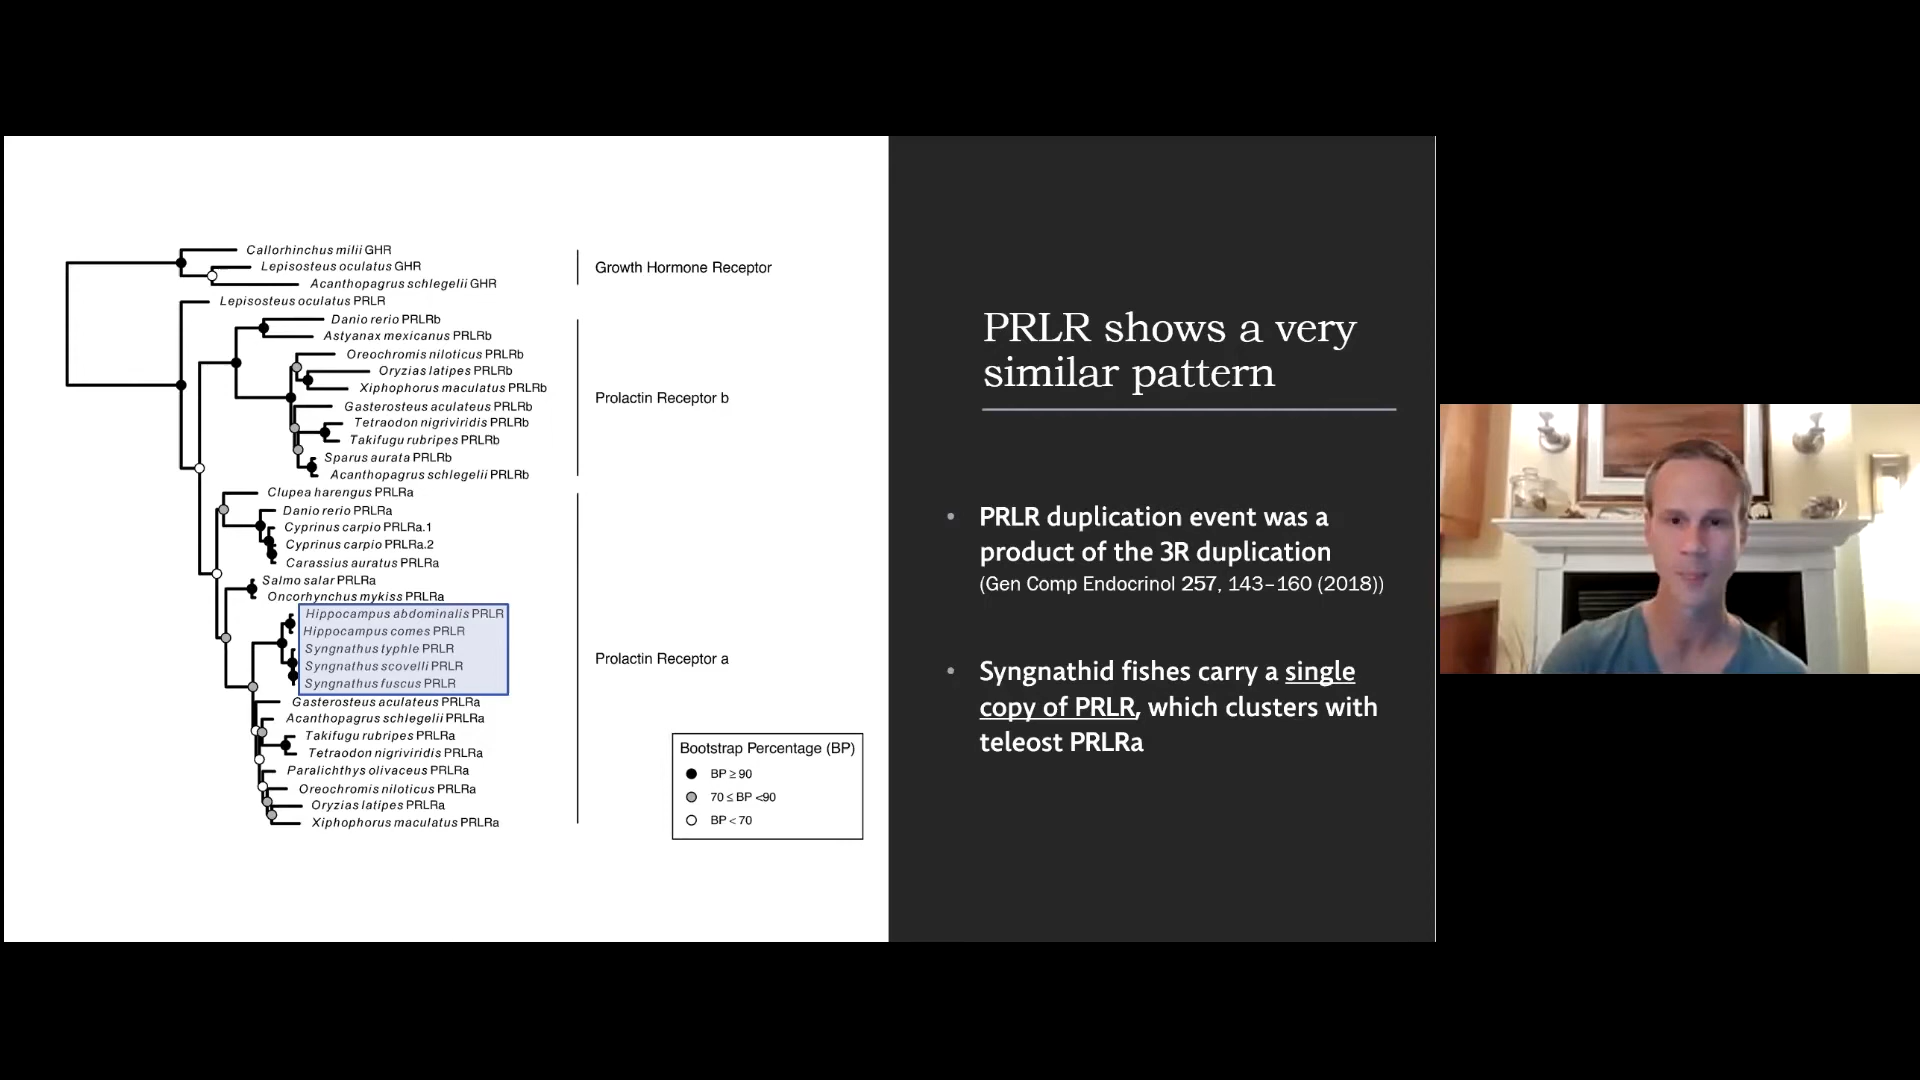 Callorhinchus milii GHR
Lepisosteus oculatus GHR
Acanthopagrus schlegelii GHR
Growth Hormone Receptor
Lepisosteus oculatus PRLR
Danio rerio PRLRb
Astyanax mexicanus PRLRb
Oreochromis niloticus PRLRb
Oryzias latipes PRLRb
Xiphophorus maculatus PRLRb
Gasterosteus aculateus PRLRb
Tetraodon nigriviridis PRLRb
Takifugu rubripes PRLRb
Sparus aurata PRLRb
Acanthopagrus schlegelii PRLRb
Prolactin Receptor b
Clupea harengus PRLRa
Danio rerio PRLRa
Cyprinus carpio PRLRa.1
Cyprinus carpio PRLRa.2
Carassius auratus PRLRa
Salmo salar PRLRa
Oncorhynchus mykiss PRLRa
Hippocampus abdominalis PRLR
Hippocampus comes PRLR
Syngnathus typhle PRLR
Syngnathus scovelli PRLR
Syngnathus fuscus PRLR
Gasterosteus aculateus PRLRa
Acanthopagrus schlegelii PRLRa
Takifugu rubripes PRLRa
Tetraodon nigriviridis PRLRa
Paralichthys olivaceus PRLRa
Oreochromis niloticus PRLRa
Oryzias latipes PRLRa
Xiphophorus maculatus PRLRa
Prolactin Receptor a
Bootstrap Percentage (BP)
BP ≥ 90
70 ≤ BP <90
BP < 70
PRLR shows a very
similar pattern
• PRLR duplication event was a
product of the 3R duplication
(Gen Comp Endocrinol 257, 143–160 (2018))
• Syngnathid fishes carry a single
copy of PRLR, which clusters with
teleost PRLRa